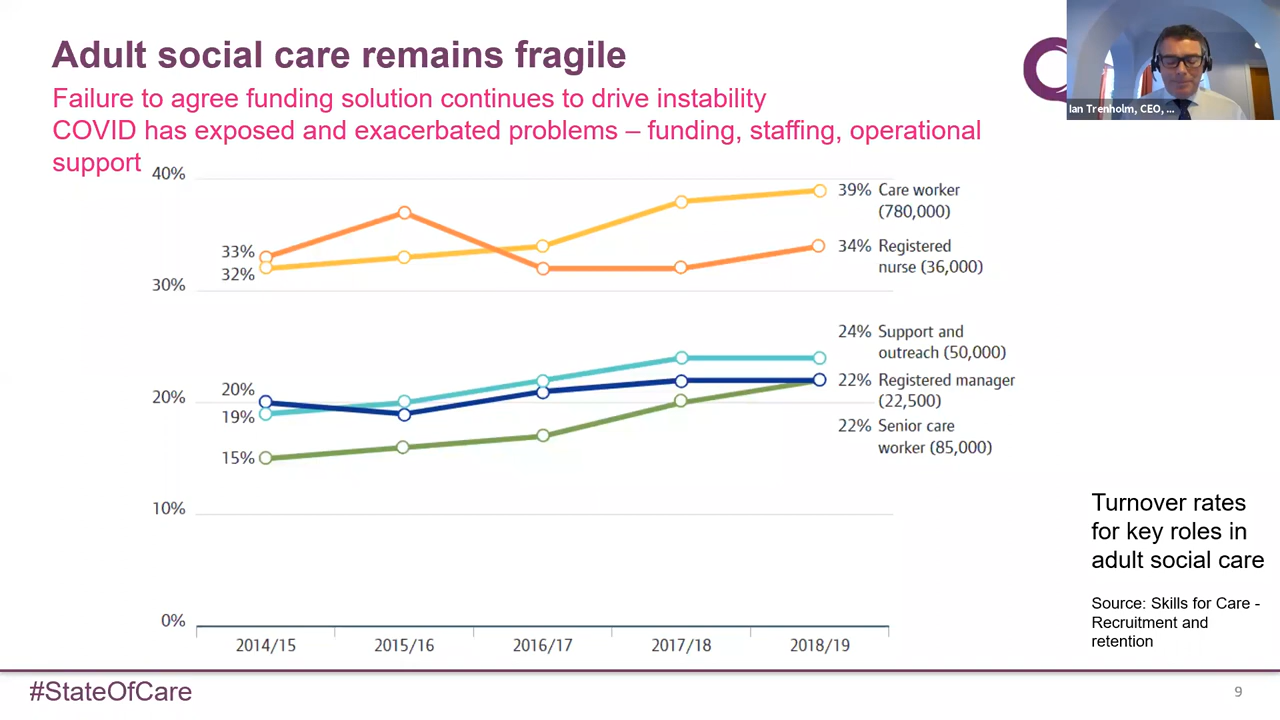 Adult social care remains fragile
Failure to agree funding solution continues to drive instability
COVID has exposed and exacerbated problems – funding, staffing, operational
support
Ian Trenholm, CEO, ...
40%
30%
20%
10%
0%
33%
32%
20%
19%
15%
39% Care worker
(780,000)
34% Registered
nurse (36,000)
24% Support and
outreach (50,000)
22% Registered manager
(22,500)
22% Senior care
worker (85,000)
2014/15 2015/16 2016/17 2017/18 2018/19
Turnover rates
for key roles in
adult social care
Source: Skills for Care -
Recruitment and
retention
#StateOfCare
9